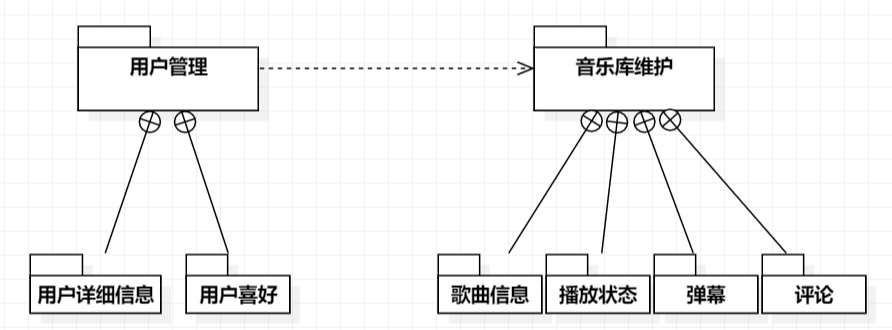 用户管理
音乐库维护
用户详细信息
用户喜好
歌曲信息
播放状态
弹幕
评论